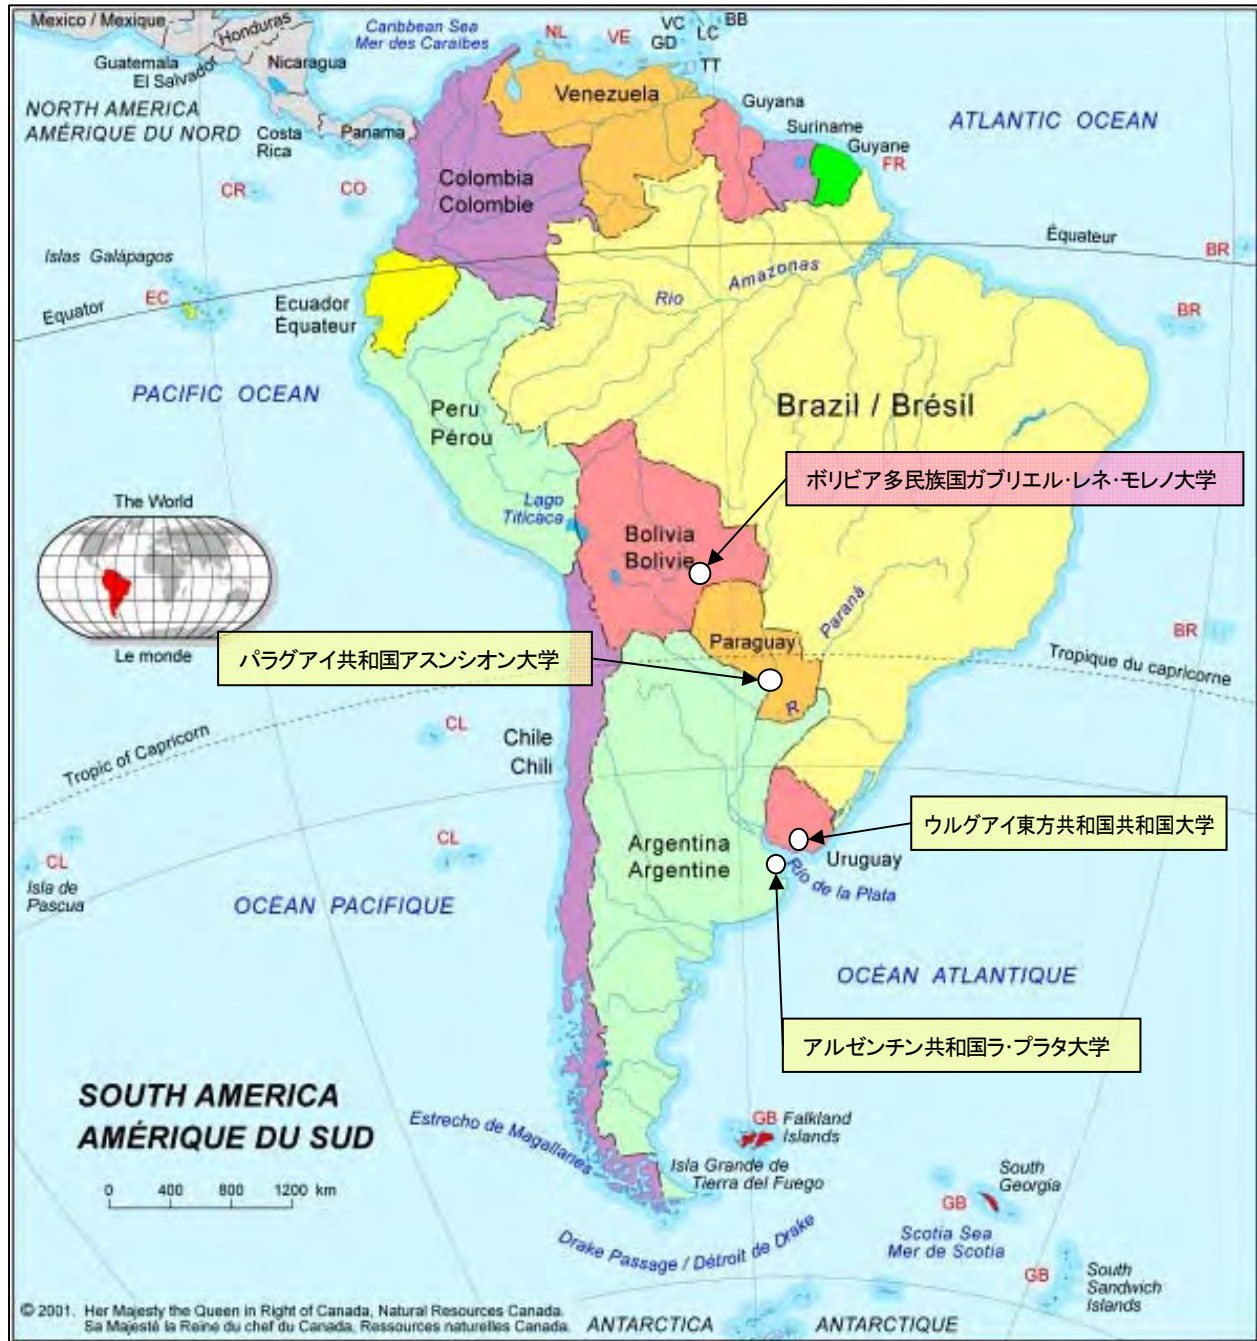 Mexico / Mexique
Honduras
Guatemala
El Salvador
Nicaragua
Caribbean Sea
Mer des Caraïbes
NL
VE
VC
GD
LC
BB
TT
NORTH AMERICA
AMÉRIQUE DU NORD
Costa
Rica
Panama
Venezuela
Guyana
Suriname
Guyane
FR
ATLANTIC OCEAN
Colombia
Colombie
CR
CO
Islas Galápagos
EC
Equator
Équateur
BR
BR
Ecuador
Équateur
Rio
Amazonas
PACIFIC OCEAN
Peru
Pérou
Brazil / Brésil
ボリビア多民族国ガブリエル・レネ・モレノ大学
The World
Le monde
Lago
Titicaca
Bolivia
Bolivie
Paraná
BR
Paraguay
パラグアイ共和国アスンシオン大学
Tropique du capricorne
R
Tropic of Capricorn
CL
Chile
Chili
CL
Isla de
Pascua
CL
Argentina
Argentine
ウルグアイ東方共和国共和国大学
Uruguay
Río de la Plata
OCÉAN PACIFIQUE
OCÉAN ATLANTIQUE
アルゼンチン共和国ラ・プラタ大学
SOUTH AMERICA
AMÉRIQUE DU SUD
0 400 800 1200 km
Estrecho de Magallanes
GB
Falkland
Islands
Isla Grande de
Tierra del Fuego
South
Georgia
GB
Scotia Sea
Mer de Scotia
Drake Passage / Détroit de Drake
GB
South
Sandwich
Islands
© 2001. Her Majesty the Queen in Right of Canada, Natural Resources Canada.
Sa Majesté la Reine du chef du Canada, Ressources naturelles Canada.
ANTARCTICA
ANTARCTIQUE